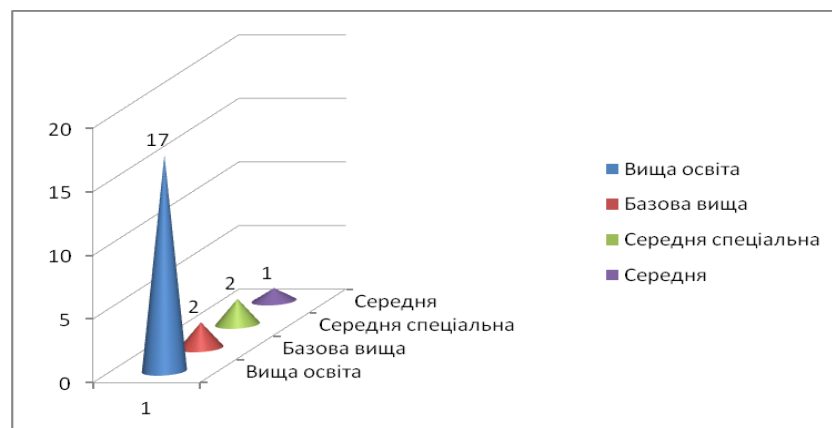 20
15
10
5
0
17
2
2
1
1
Середня
Середня спеціальна
Базова вища
Вища освіта
Вища освіта
Базова вища
Середня спеціальна
Середня